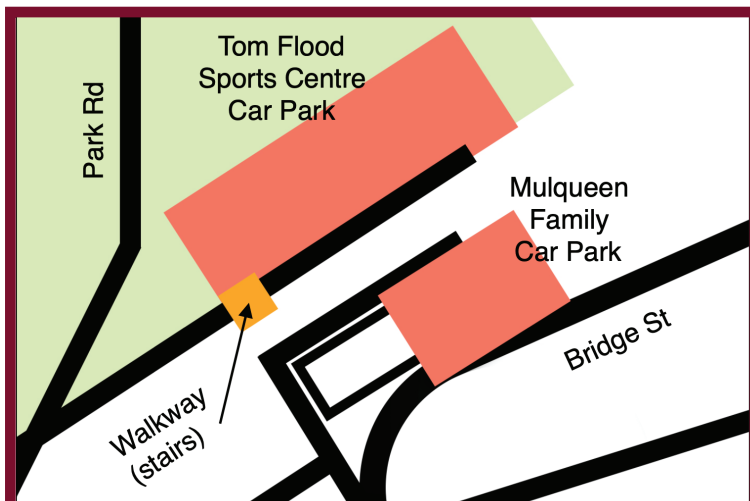 Tom Flood
Sports Centre
Car Park
Park Rd
Mulqueen
Family
Car Park
Bridge St
Walkway
(stairs)